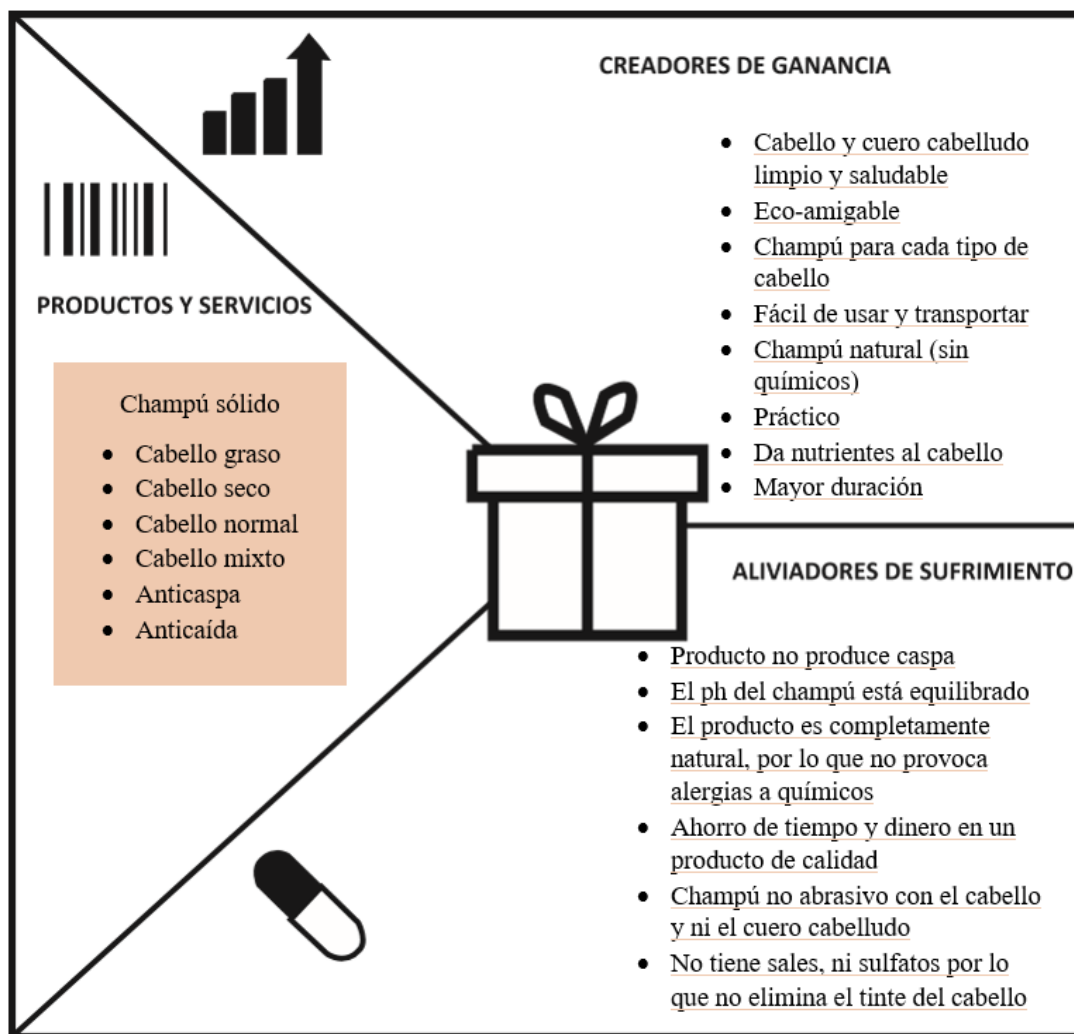 CREADORES DE GANANCIA
Cabello y cuero cabelludo
limpio y saludable
Eco-amigable
Champú para cada tipo de
cabello
Fácil de usar y transportar
Champú natural (sin
químicos)
Práctico
Da nutrientes al cabello
Mayor duración
PRODUCTOS Y SERVICIOS
Champú sólido
Cabello graso
Cabello seco
Cabello normal
Cabello mixto
Anticaspa
Anticaída
ALIVIADORES DE SUFRIMIENTO
Producto no produce caspa
El ph del champú está equilibrado
El producto es completamente
natural, por lo que no provoca
alergias a químicos
Ahorro de tiempo y dinero en un
producto de calidad
Champú no abrasivo con el cabello
y ni el cuero cabelludo
No tiene sales, ni sulfatos por lo
que no elimina el tinte del cabello